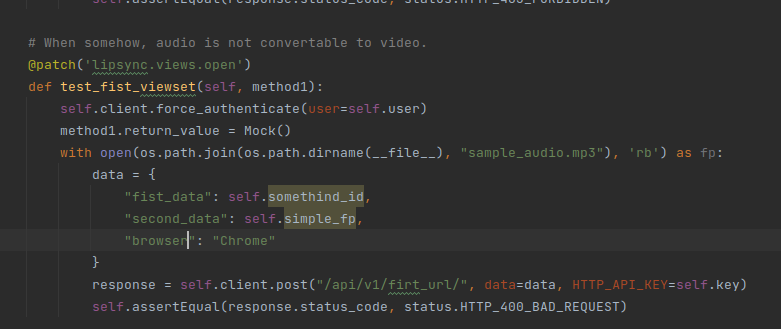 self.assertEqual(response.status_code, status.HTTP_400_FORBIDDEN)
# When somehow, audio is not convertable to video.
@patch('lipsync.views.open')
def test_fist_viewset(self, method1):
self.client.force_authenticate(user=self.user)
method1.return_value = Mock()
with open(os.path.join(os.path.dirname(__file__), "sample_audio.mp3"), 'rb') as fp:
data = {
"fist_data": self.somethind_id,
"second_data": self.simple_fp,
"browser": "Chrome"
}
response = self.client.post("/api/v1/firt_url/", data=data, HTTP_API_KEY=self.key)
self.assertEqual(response.status_code, status.HTTP_400_BAD_REQUEST)